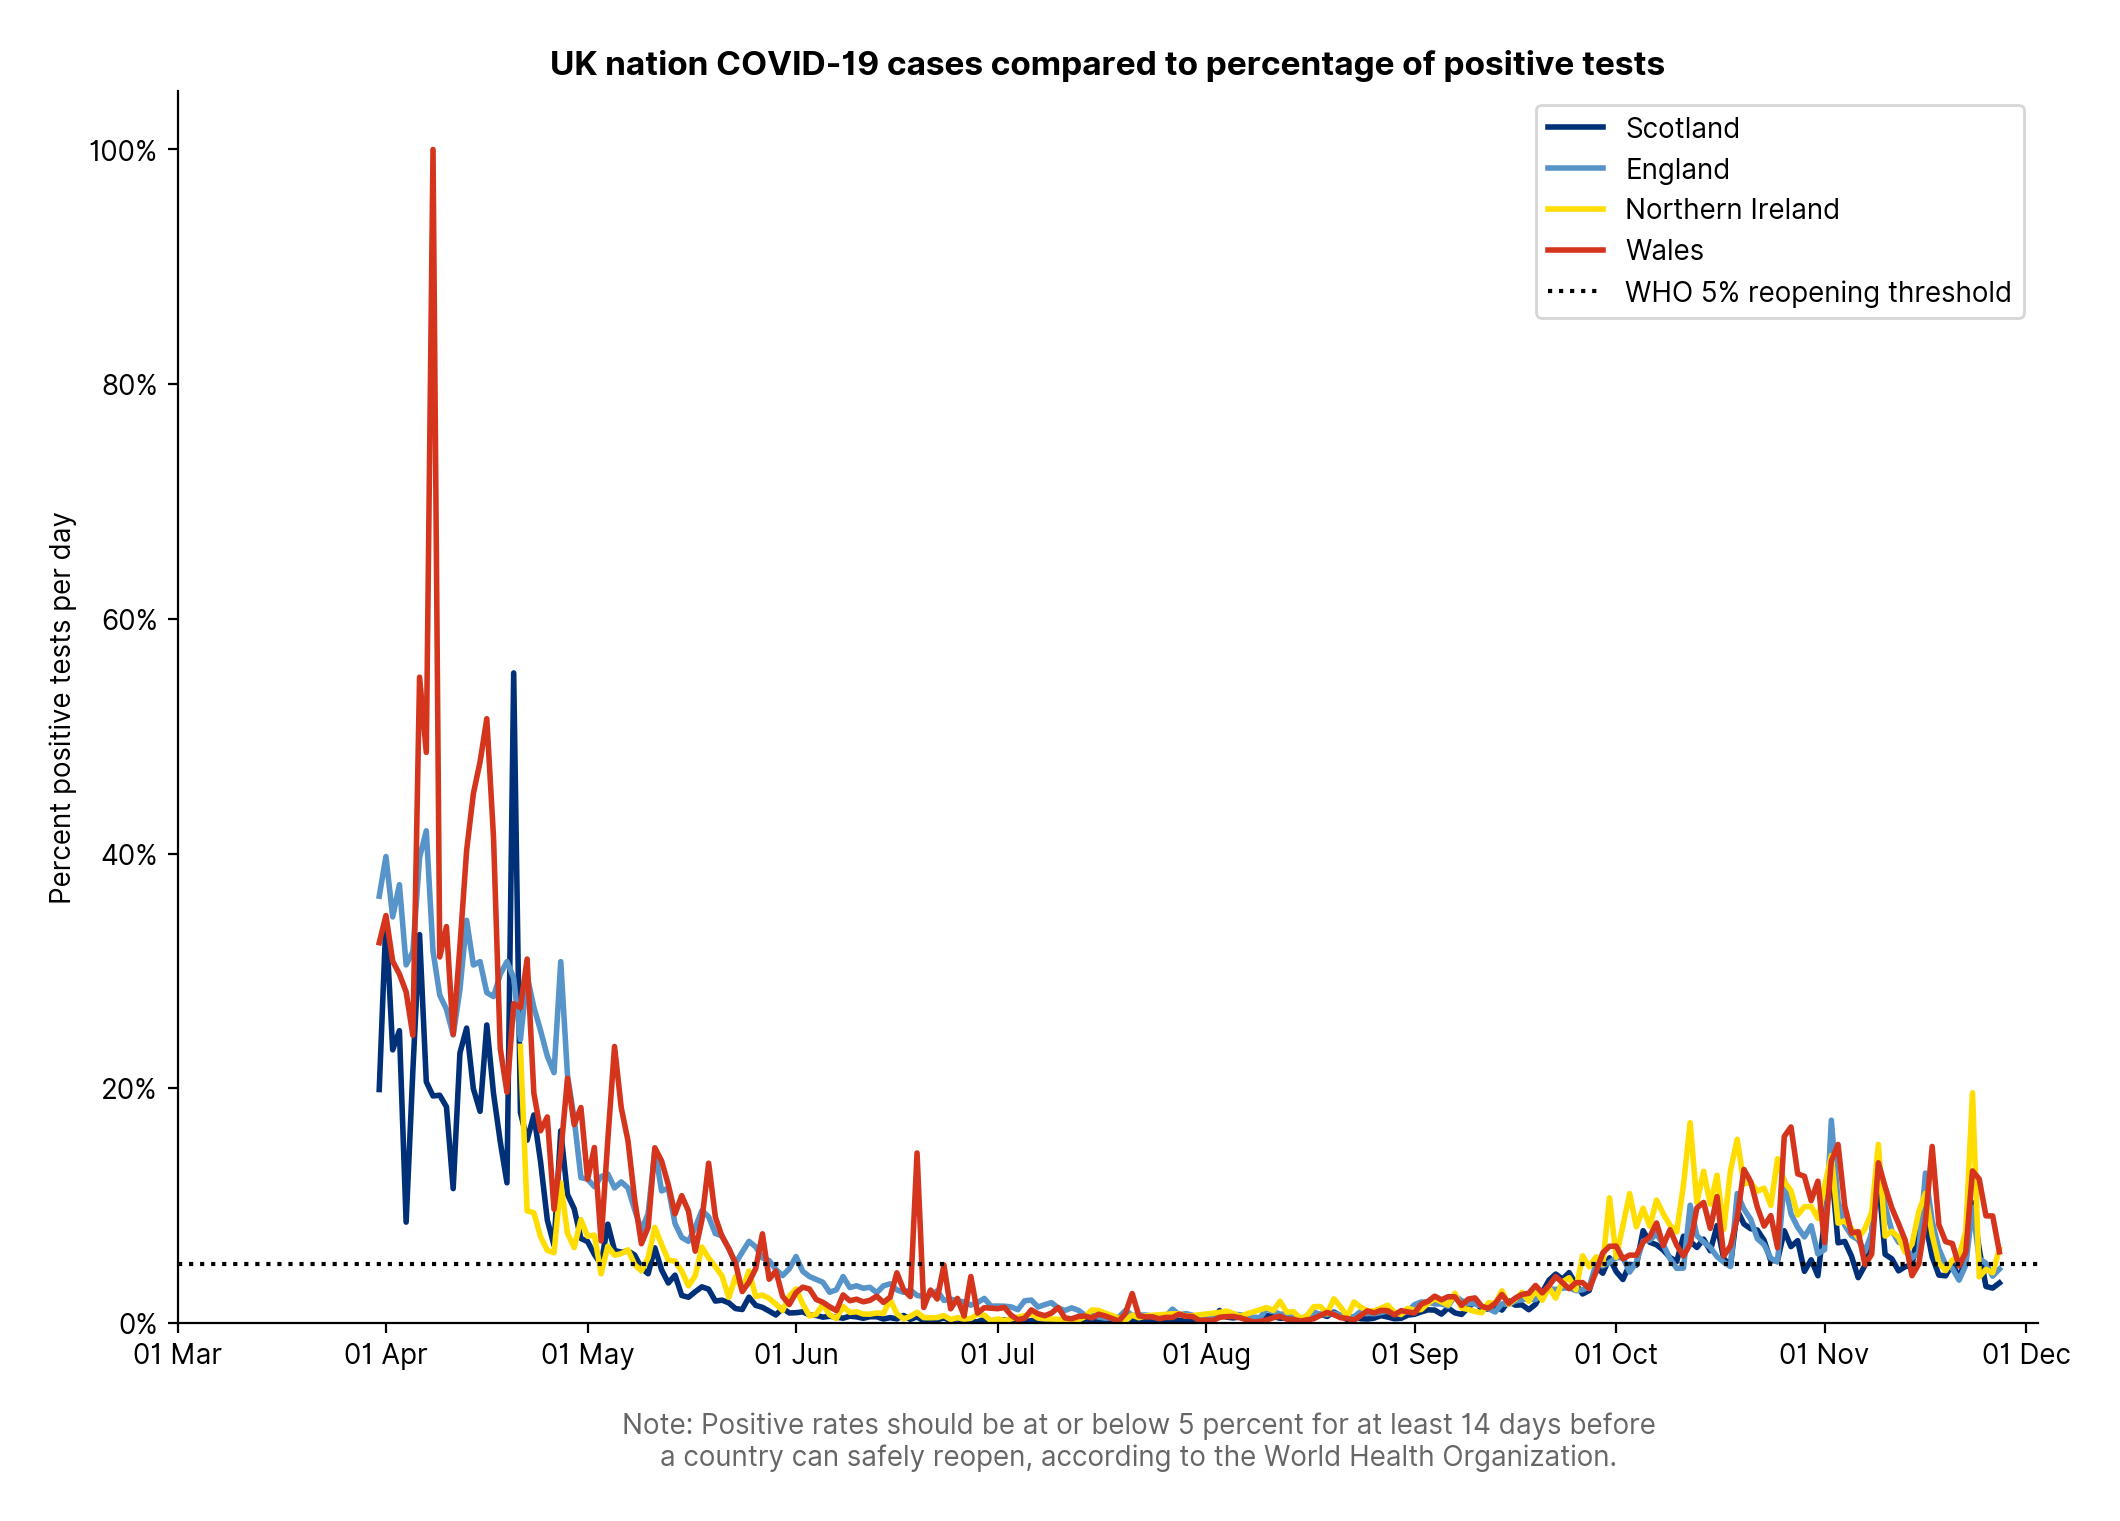 UK nation COVID-19 cases compared to percentage of positive tests
Scotland
England
Northern Ireland
Wales
WHO 5% reopening threshold
Percent positive tests per day
100%
80%
60%
40%
20%
0%
01 Mar
01 Apr
01 May
01 Jun
01 Jul
01 Aug
01 Sep
01 Oct
01 Nov
01 Dec
Note: Positive rates should be at or below 5 percent for at least 14 days before
a country can safely reopen, according to the World Health Organization.